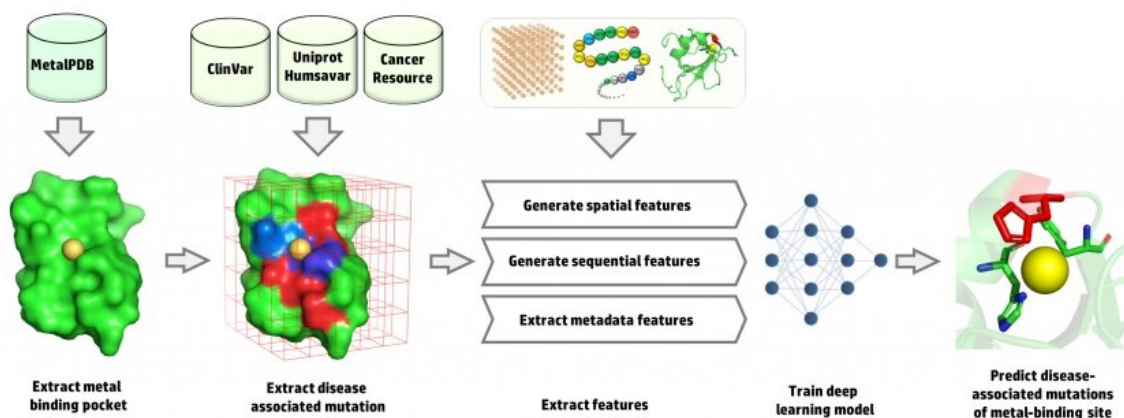 MetalPDB
ClinVar
Uniprot
Humsavar
Cancer
Resource
Generate spatial features
Generate sequential features
Extract metadata features
Extract metal
binding pocket
Extract disease
associated mutation
Extract features
Train deep
learning model
Predict disease-
associated mutations
of metal-binding site